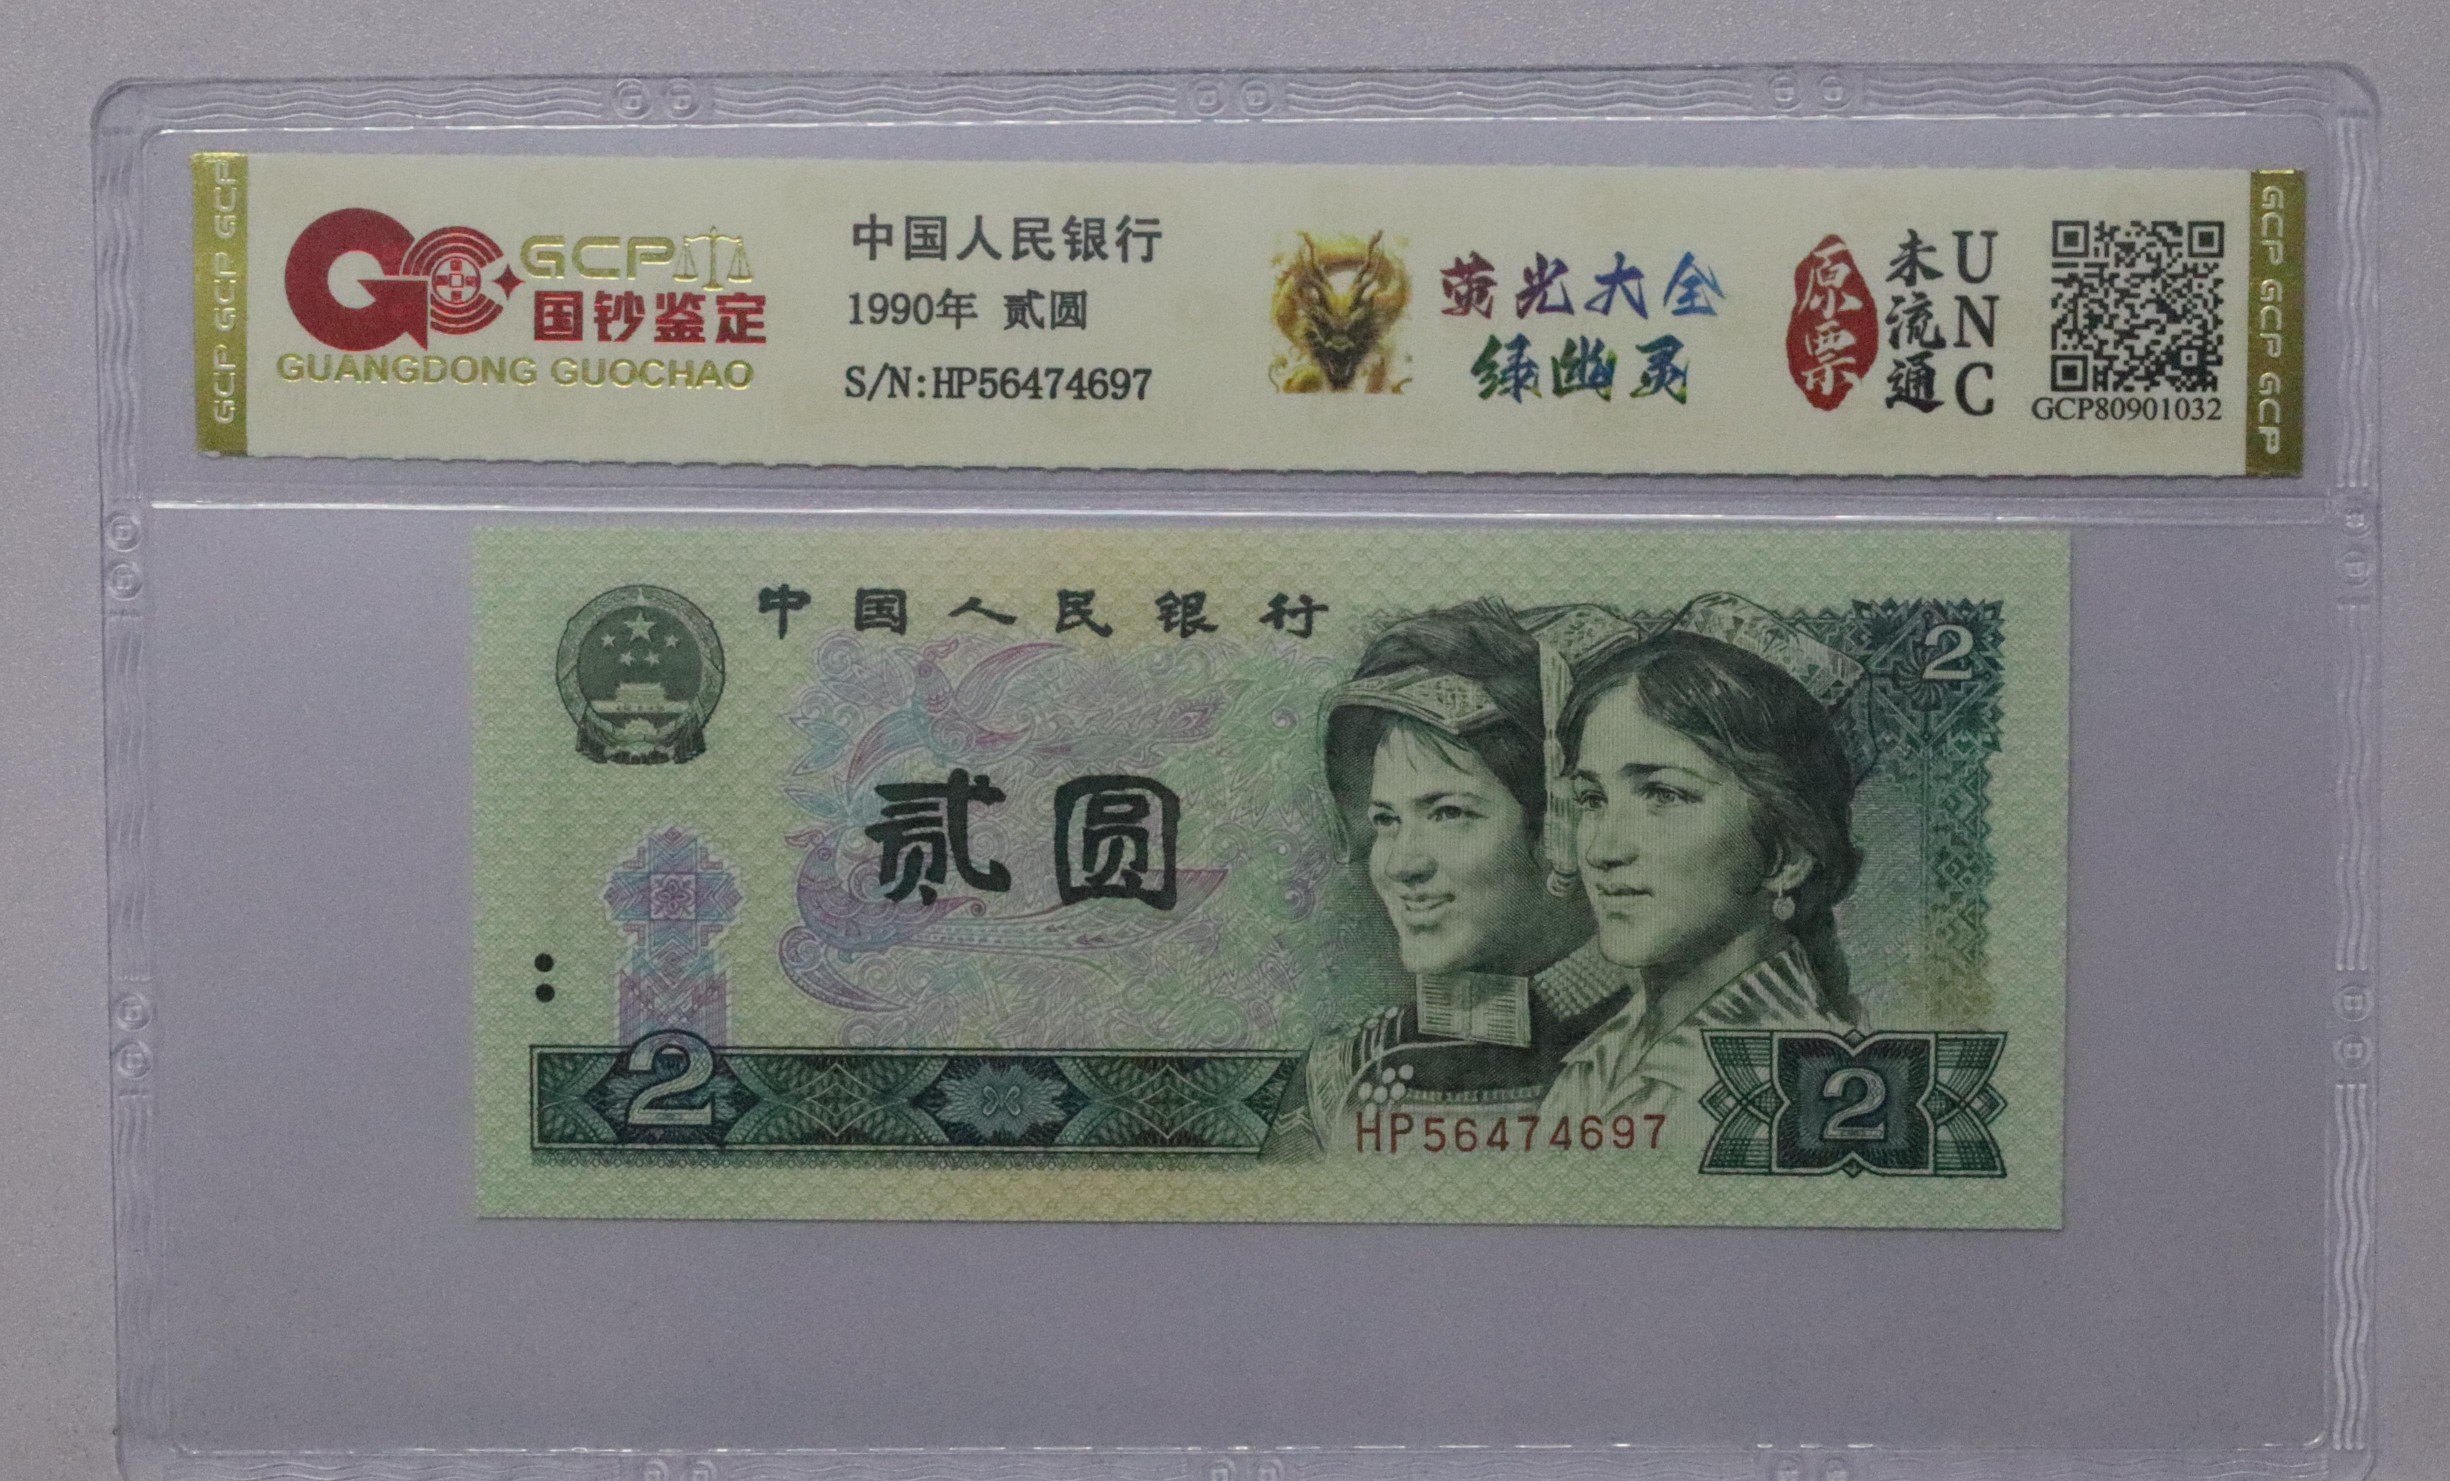 GCP GCP GCP
GCP
国钞鉴定
GUANGDONG GUOCHAO
中国人民银行
1990年 贰圆
S/N:HP56474697
荧光大全
绿幽灵
原票
未流通
UNC
GCP80901032
GCP GCP GCP
中国人民银行
2
贰圆
2
HP56474697
2